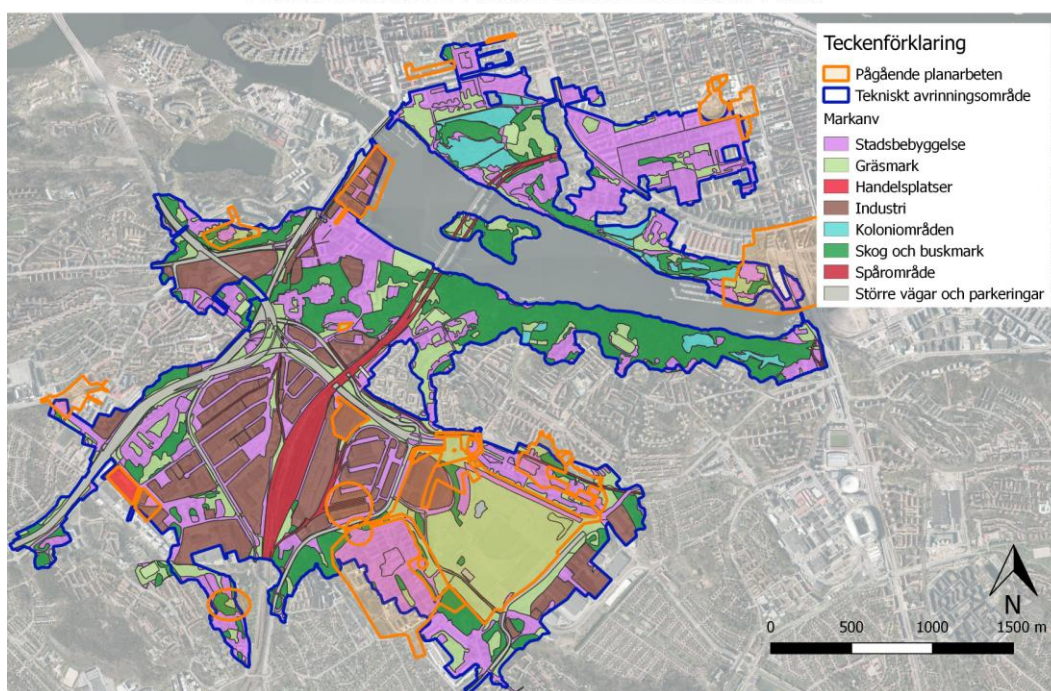 Teckenförklaring
Pågående planarbeten
Tekniskt avrinningsområde
Markanv
Stadsbebyggelse
Gräsmark
Handelsplatser
Industri
Koloniområden
Skog och buskmark
Spårområde
Större vägar och parkeringar
N
0 500 1000 1500 m